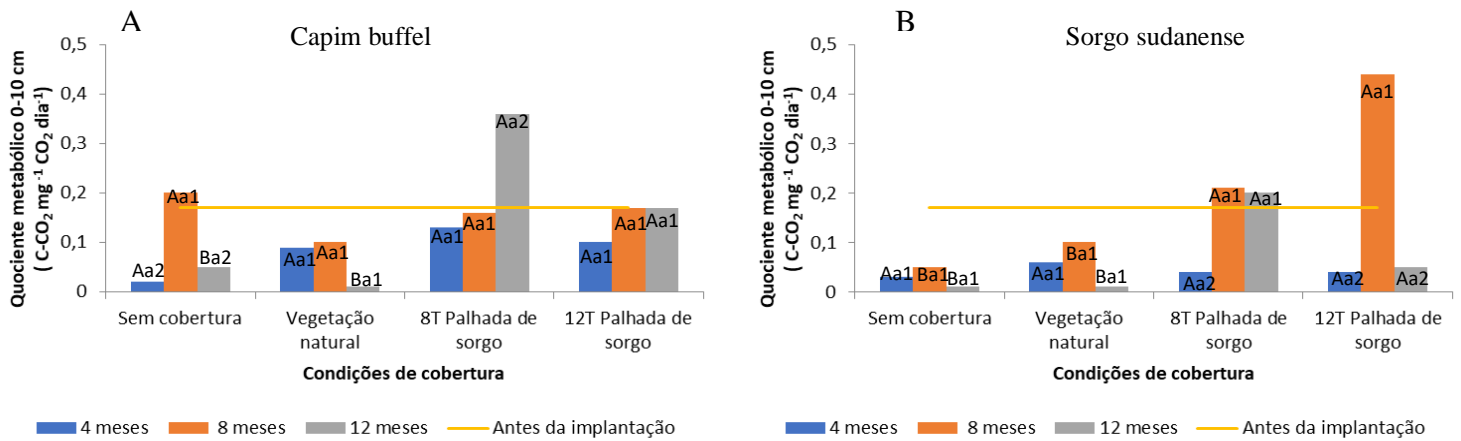 A
Capim buffel
Quociente metabólico 0-10 cm
( C-CO₂ mg ⁻¹ CO₂ dia⁻¹)
0,5
0,4
0,3
0,2
0,1
0
Aa2
Aa1
Ba2
Aa1
Aa1
Ba1
Aa1
Aa1
Aa2
Aa1
Aa1
Aa1
Sem cobertura
Vegetação
natural
8T Palhada de
sorgo
12T Palhada de
sorgo
Condições de cobertura
4 meses
8 meses
12 meses
Antes da implantação
B
Sorgo sudanense
Quociente metabólico 0-10 cm
( C-CO₂ mg ⁻¹ CO₂ dia⁻¹)
0,5
0,4
0,3
0,2
0,1
0
Aa1
Ba1
Ba1
Aa1
Ba1
Ba1
Aa2
Aa1
Aa1
Aa2
Aa1
Aa2
Sem cobertura
Vegetação
natural
8T Palhada de
sorgo
12T Palhada de
sorgo
Condições de cobertura
4 meses
8 meses
12 meses
Antes da implantação